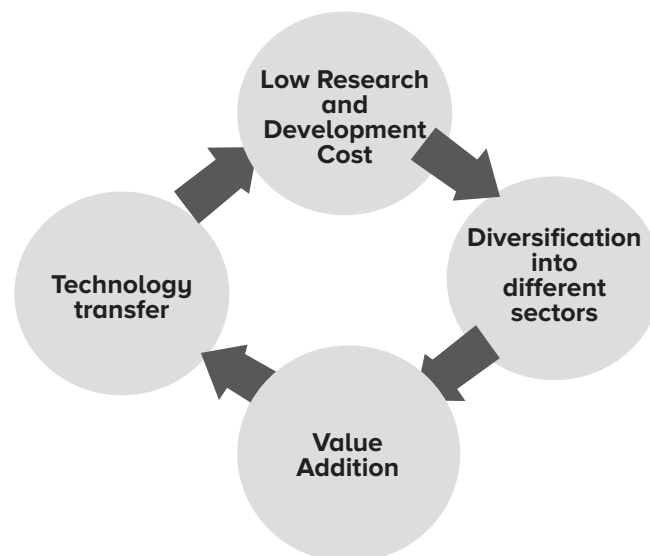 Low Research
and
Development
Cost
Diversification
into
different
sectors
Value
Addition
Technology
transfer